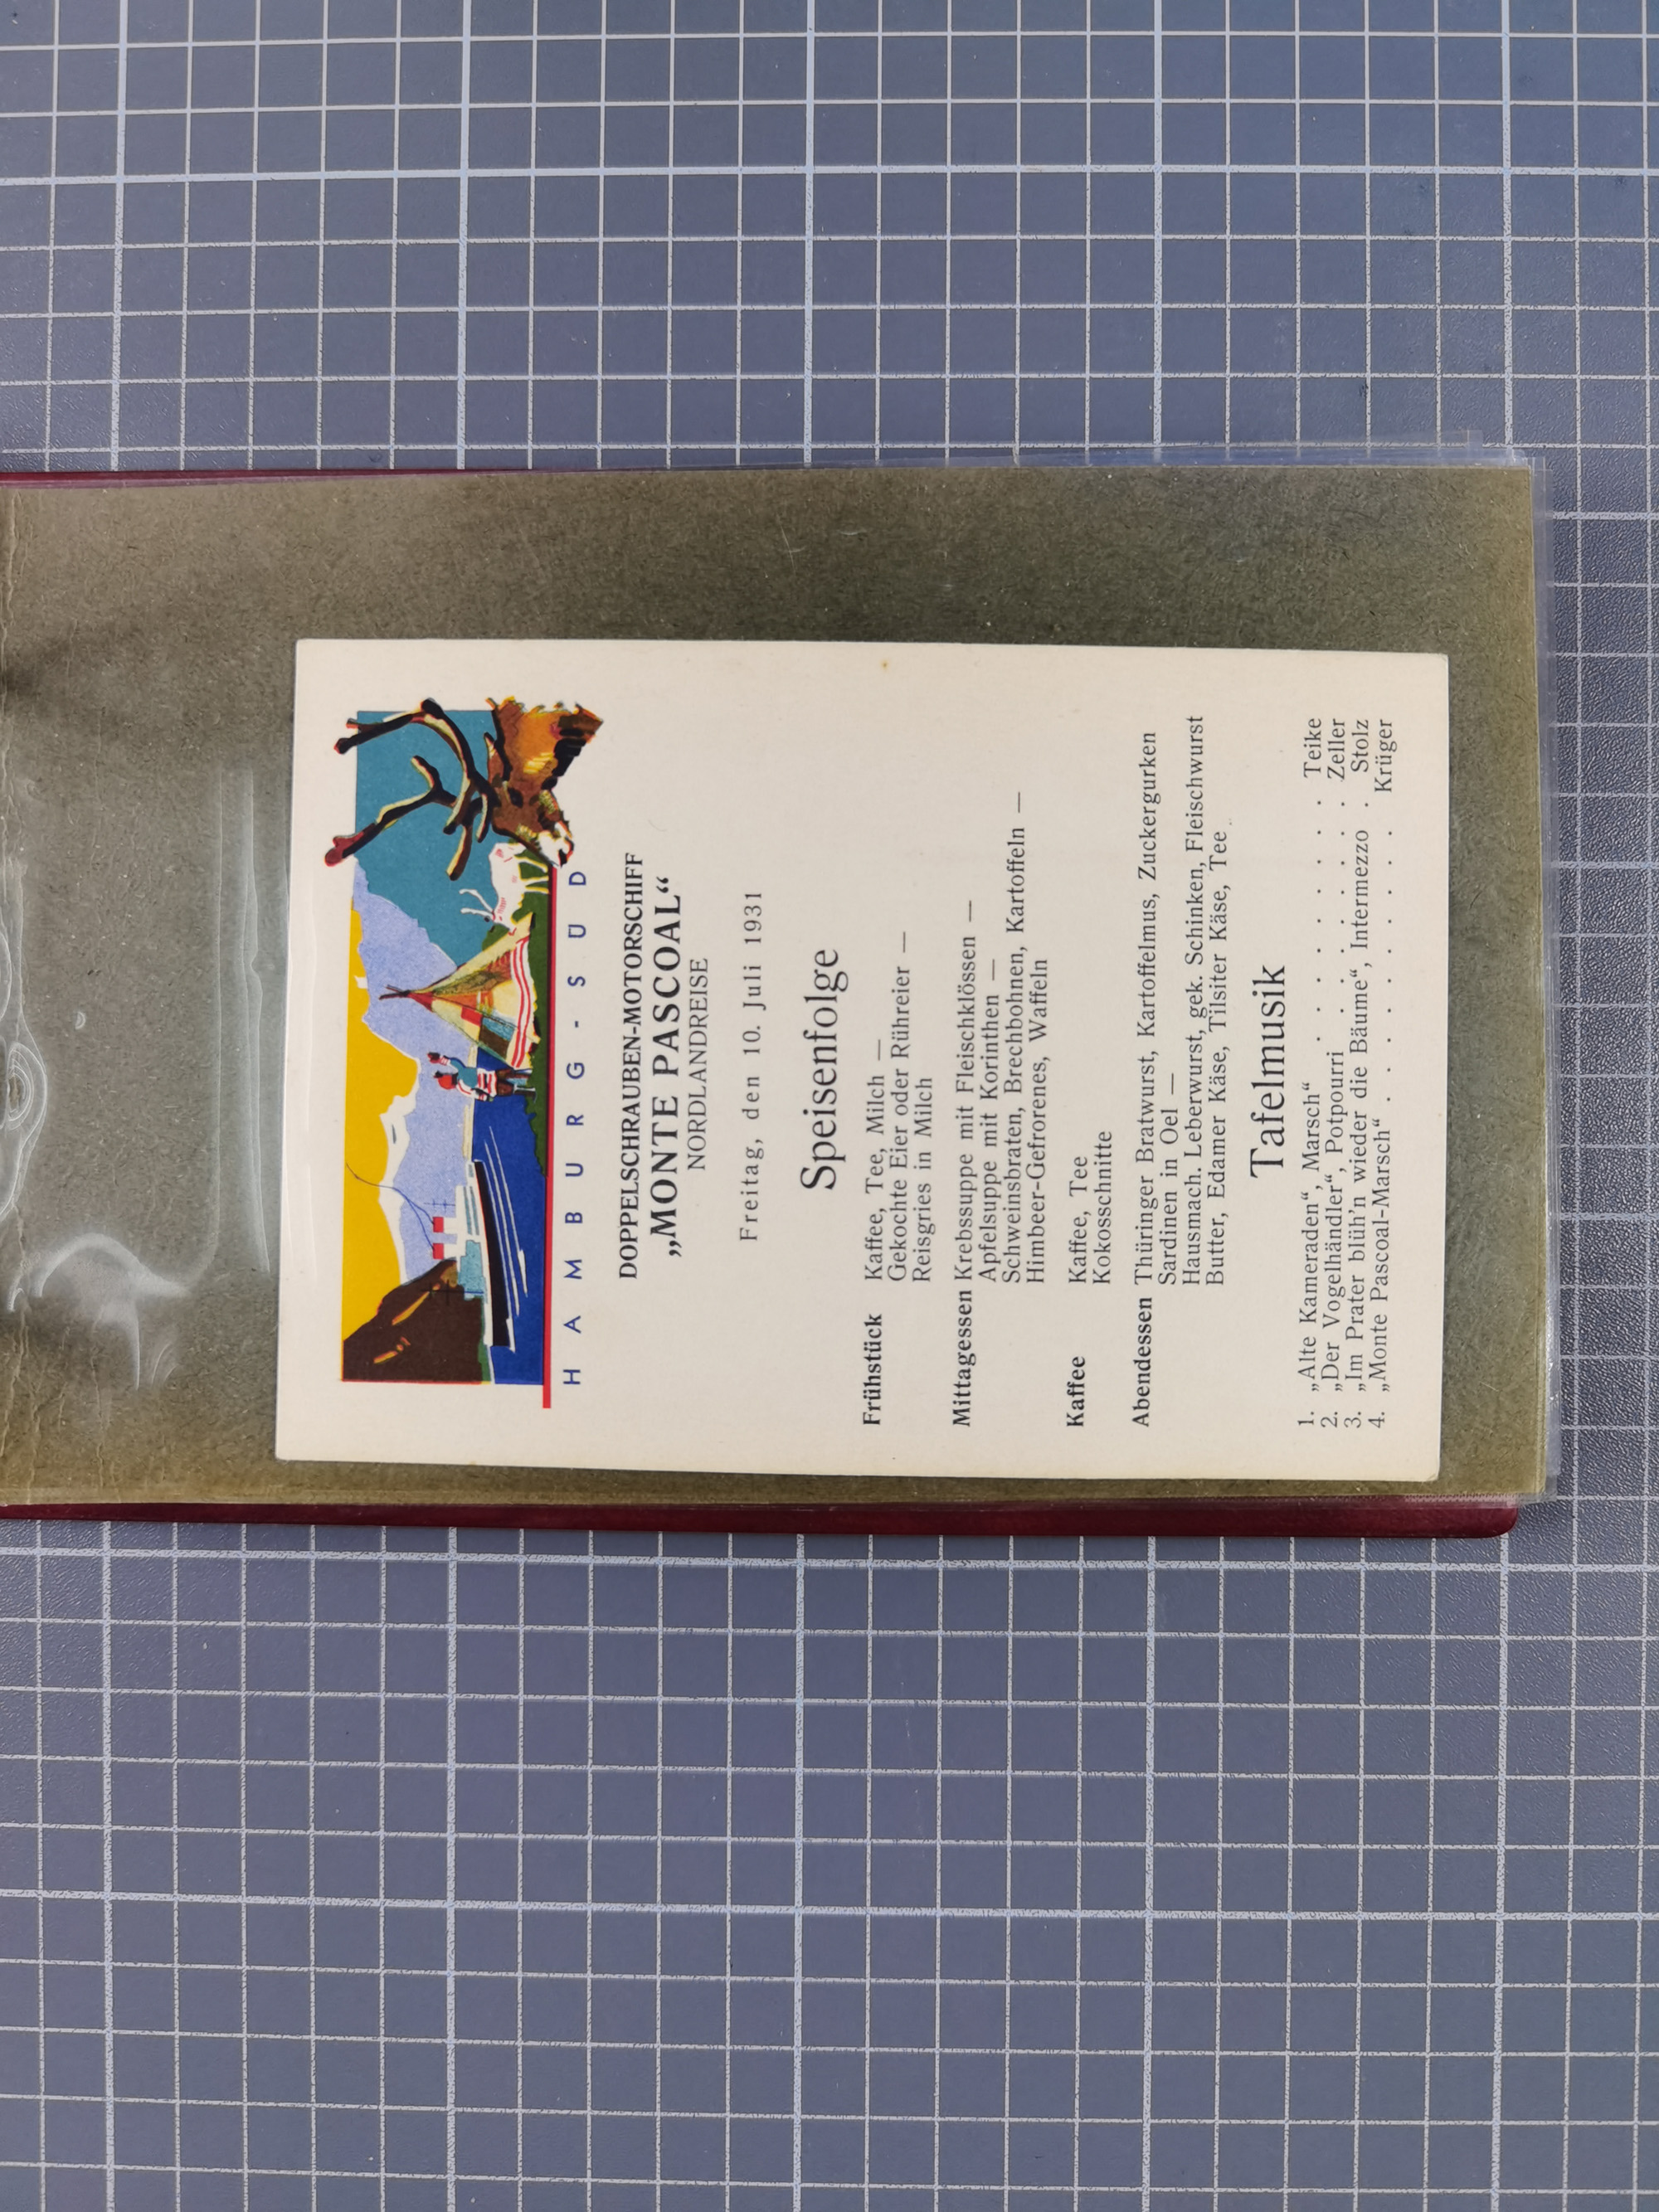 HAMBURG-SÜD
DOPPELSCHRAUBEN-MOTORSCHIFF
„MONTE PASCOAL“
NORDLANDREISE
Freitag, den 10. Juli 1931
Speisenfolge
Frühstück Kaffee, Tee, Milch —
Gekochte Eier oder Rühreier —
Reisgries in Milch
Mittagessen Krebssuppe mit Fleischklössen —
Apfelsuppe mit Korinthen —
Schweinsbraten, Brechbohnen, Kartoffeln —
Himbeer-Gefrorenes, Waffeln
Kaffee Kaffee, Tee
Kokosschnitte
Abendessen Thüringer Bratwurst, Kartoffelmus, Zuckergurken
Sardinen in Oel —
Hausmach. Leberwurst, gek. Schinken, Fleischwurst
Butter, Edamer Käse, Tilsiter Käse, Tee
Tafelmusik
1. „Alte Kameraden“, Marsch“ . . . . . . . Teike
2. „Der Vogelhändler“, Potpourri . . . . . . Zeller
3. „Im Prater blüh'n wieder die Bäume“, Intermezzo . Stolz
4. „Monte Pascoal-Marsch“ . . . . . . . . Krüger